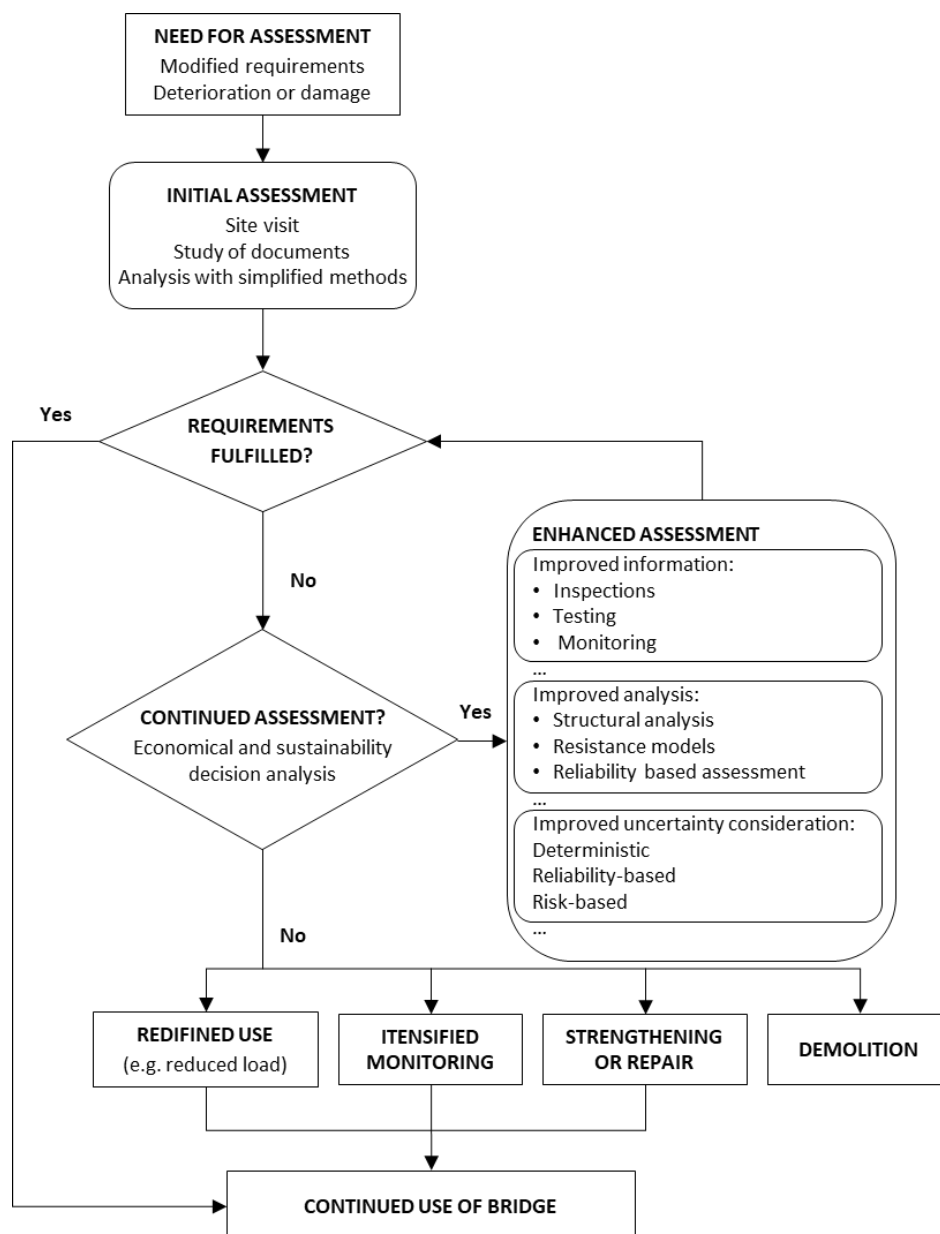 NEED FOR ASSESSMENT
Modified requirements
Deterioration or damage
INITIAL ASSESSMENT
Site visit
Study of documents
Analysis with simplified methods
Yes
REQUIREMENTS
FULFILLED?
No
ENHANCED ASSESSMENT
Improved information:
• Inspections
• Testing
• Monitoring
...
Improved analysis:
• Structural analysis
• Resistance models
• Reliability based assessment
...
Improved uncertainty consideration:
Deterministic
Reliability-based
Risk-based
...
CONTINUED ASSESSMENT?
Economical and sustainability
decision analysis
Yes
No
REDIFINED USE
(e.g. reduced load)
ITENSIFIED
MONITORING
STRENGTHENING
OR REPAIR
DEMOLITION
CONTINUED USE OF BRIDGE